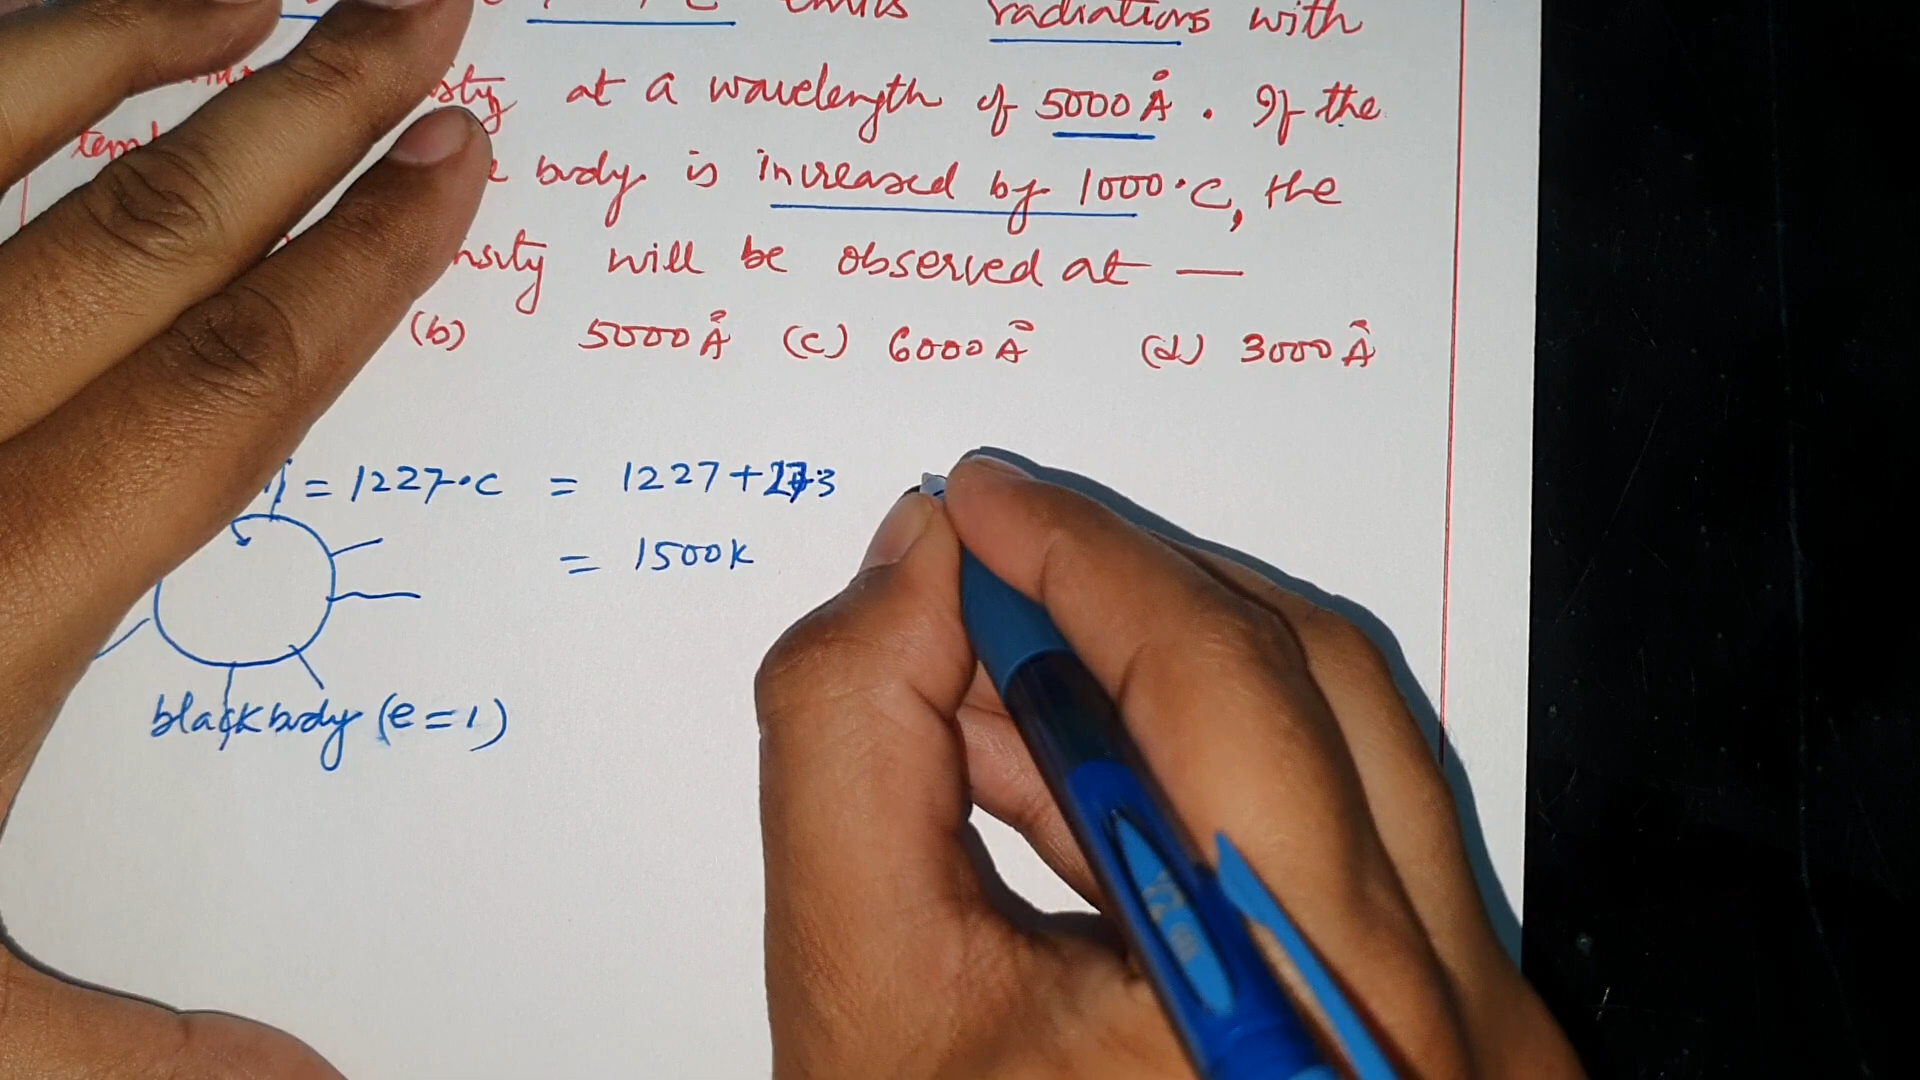 radiations with
at a wavelength of 5000 Å . If the
body is increased by 1000°C, the
will be observed at —
(b) 5000 Å (c) 6000 Å (d) 3000 Å
= 1227°C = 1227 + 273
= 1500K
black body (e = 1)